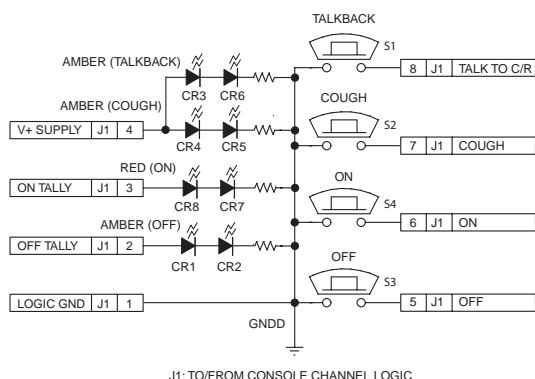 TALKBACK
S1
AMBER (TALKBACK)
8 J1 TALK TO C/R
CR3 CR6
AMBER (COUGH)
COUGH
S2
V+ SUPPLY J1 4
CR4 CR5
7 J1 COUGH
RED (ON)
ON
ON TALLY J1 3
S4
CR8 CR7
6 J1 ON
AMBER (OFF)
OFF TALLY J1 2
OFF
CR1 CR2
S3
LOGIC GND J1 1
5 J1 OFF
GNDD
J1: TO/FROM CONSOLE CHANNEL LOGIC